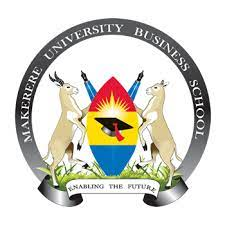 MAKERERE UNIVERSITY BUSINESS SCHOOL
ENABLING THE FUTURE